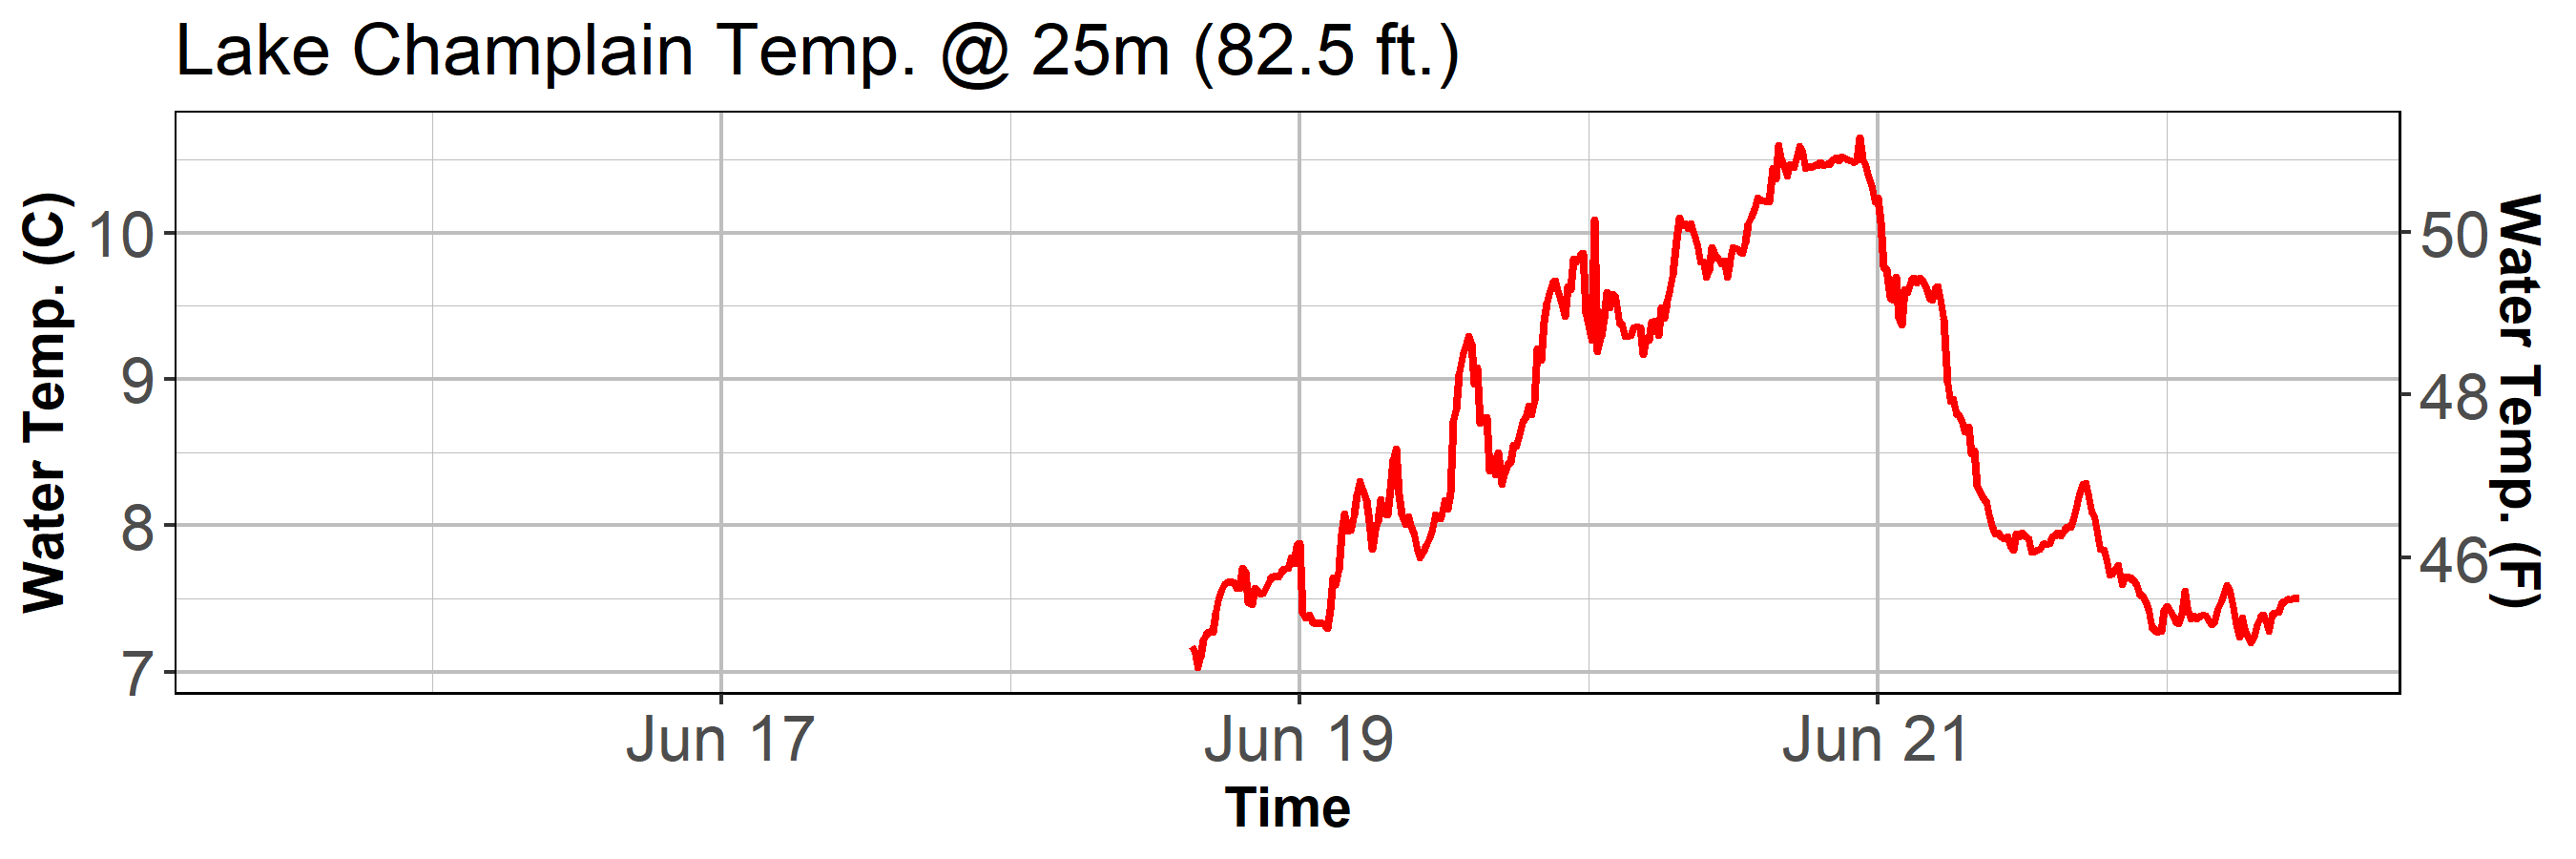 Lake Champlain Temp. @ 25m (82.5 ft.)
Water Temp. (C)
10
9
8
7
50
48
46
Water Temp. (F)
Jun 17
Jun 19
Jun 21
Time